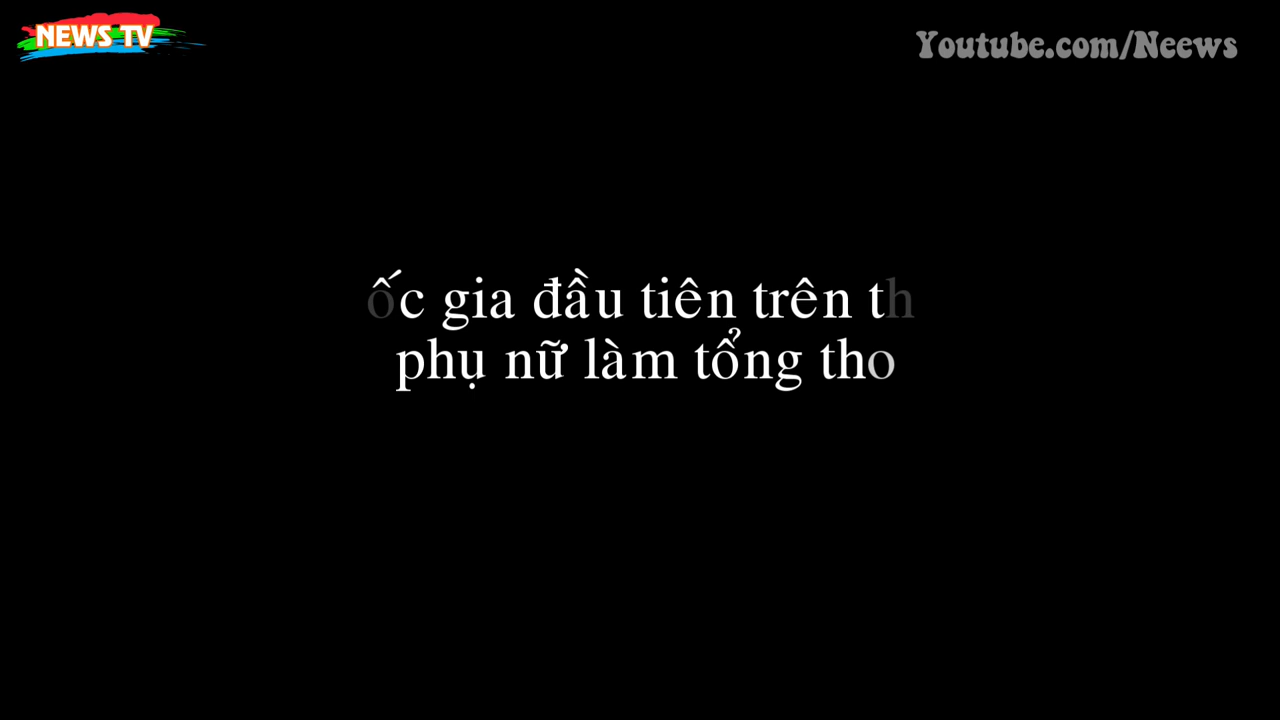 NEWS TV
Youtube.com/Neews
ốc gia đầu tiên trên th
phụ nữ làm tổng tho